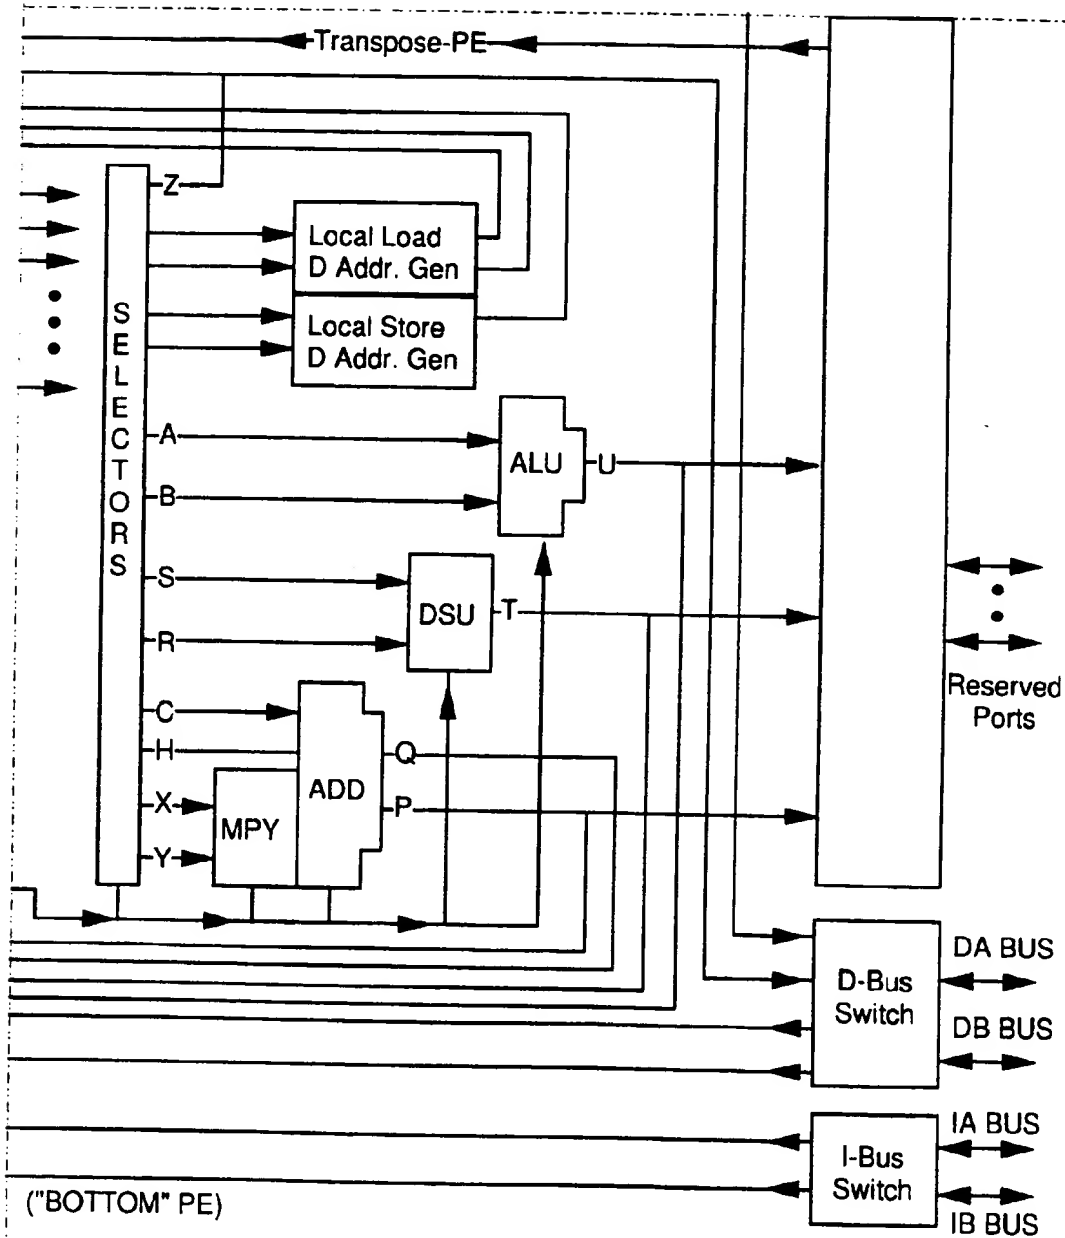 Transpose-PE
Z
Local Load
D Addr. Gen
Local Store
D Addr. Gen
SELECTORS
A
B
ALU
U
S
R
DSU
T
C
H
X
Y
MPY
ADD
Q
P
Reserved
Ports
D-Bus
Switch
DA BUS
DB BUS
I-Bus
Switch
IA BUS
IB BUS
("BOTTOM" PE)